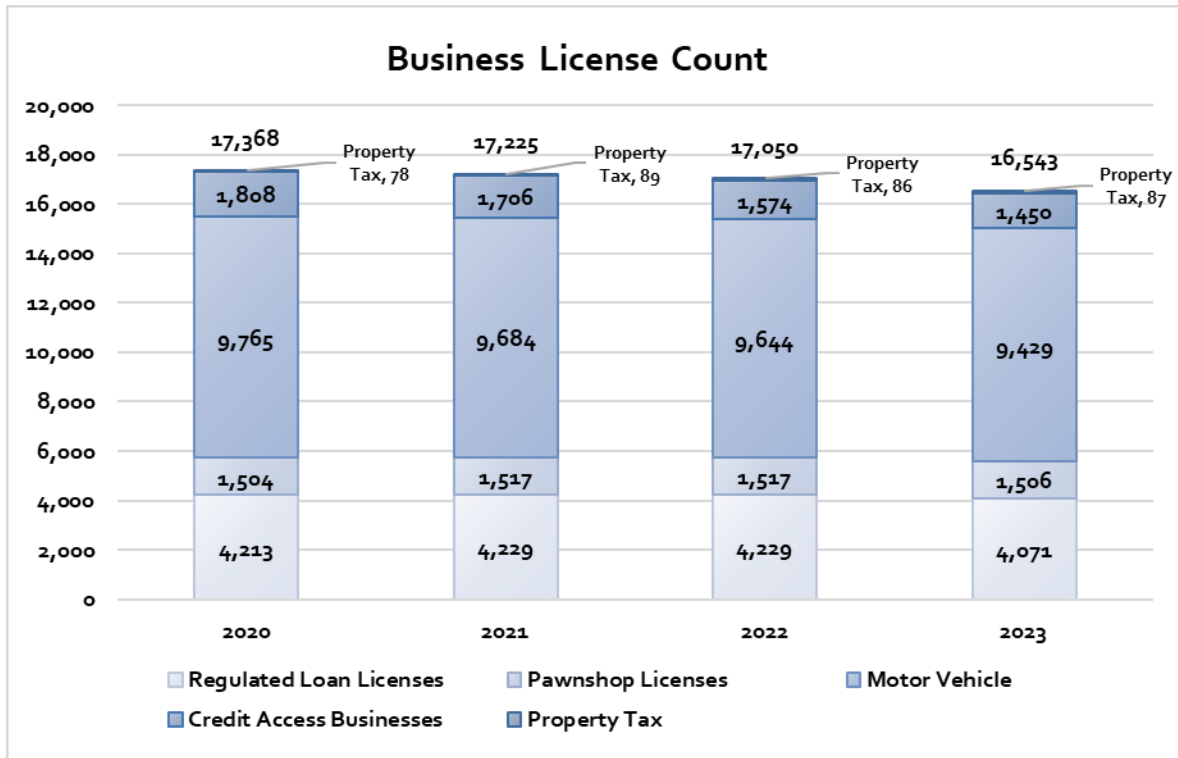 Business License Count
20,000
18,000
16,000
14,000
12,000
10,000
8,000
6,000
4,000
2,000
0
17,368
Property
Tax, 78
1,808
9,765
1,504
4,213
17,225
Property
Tax, 89
1,706
9,684
1,517
4,229
17,050
Property
Tax, 86
1,574
9,644
1,517
4,229
16,543
Property
Tax, 87
1,450
9,429
1,506
4,071
2020
2021
2022
2023
Regulated Loan Licenses
Pawnshop Licenses
Motor Vehicle
Credit Access Businesses
Property Tax